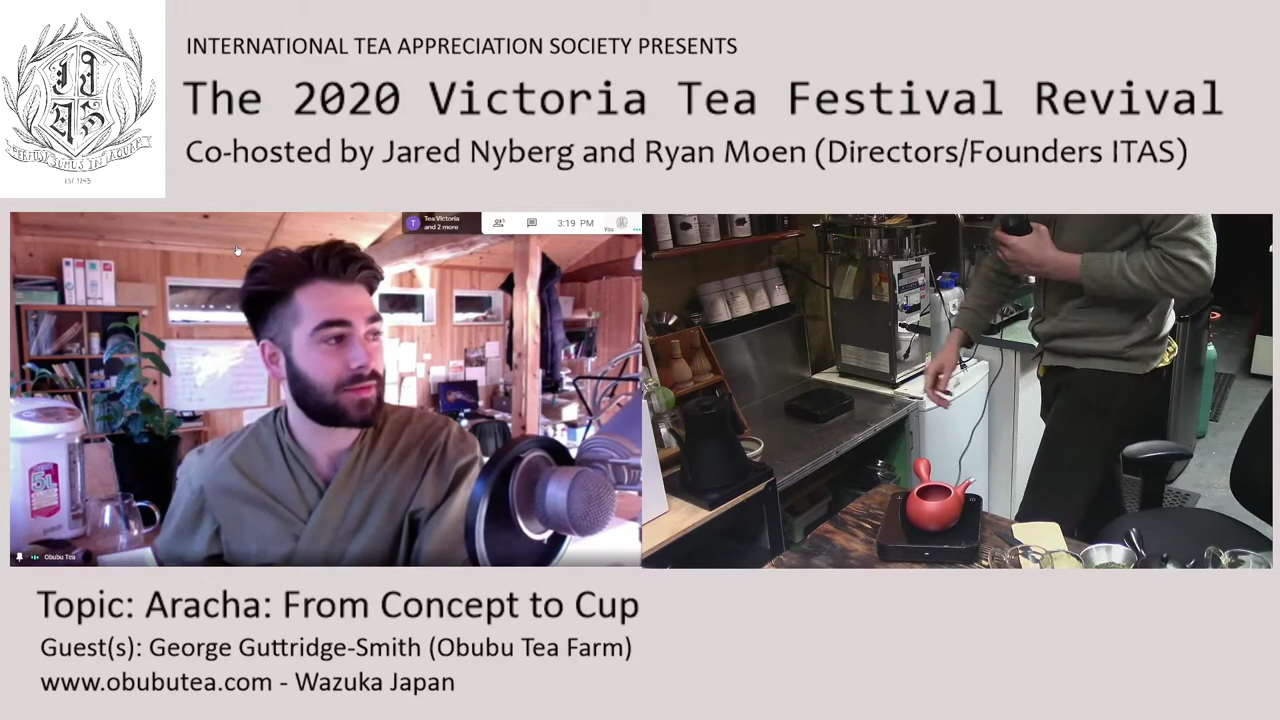 INTERNATIONAL TEA APPRECIATION SOCIETY PRESENTS
The 2020 Victoria Tea Festival Revival
Co-hosted by Jared Nyberg and Ryan Moen (Directors/Founders ITAS)
T
Tea Victoria
and 2 more
3:19 PM
You
5L
Obubu Tea
Topic: Aracha: From Concept to Cup
Guest(s): George Guttridge-Smith (Obubu Tea Farm)
www.obubutea.com - Wazuka Japan